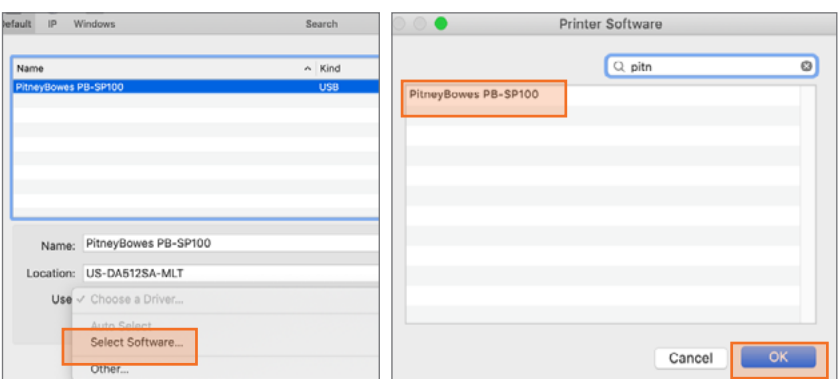 Default IP Windows Search
Name Kind
PitneyBowes PB-SP100 USB
Name: PitneyBowes PB-SP100
Location: US-DA612SA-MLT
Use ✓ Choose a Driver...
Auto Select
Select Software...
Other...
Printer Software
pitn
PitneyBowes PB-SP100
Cancel OK